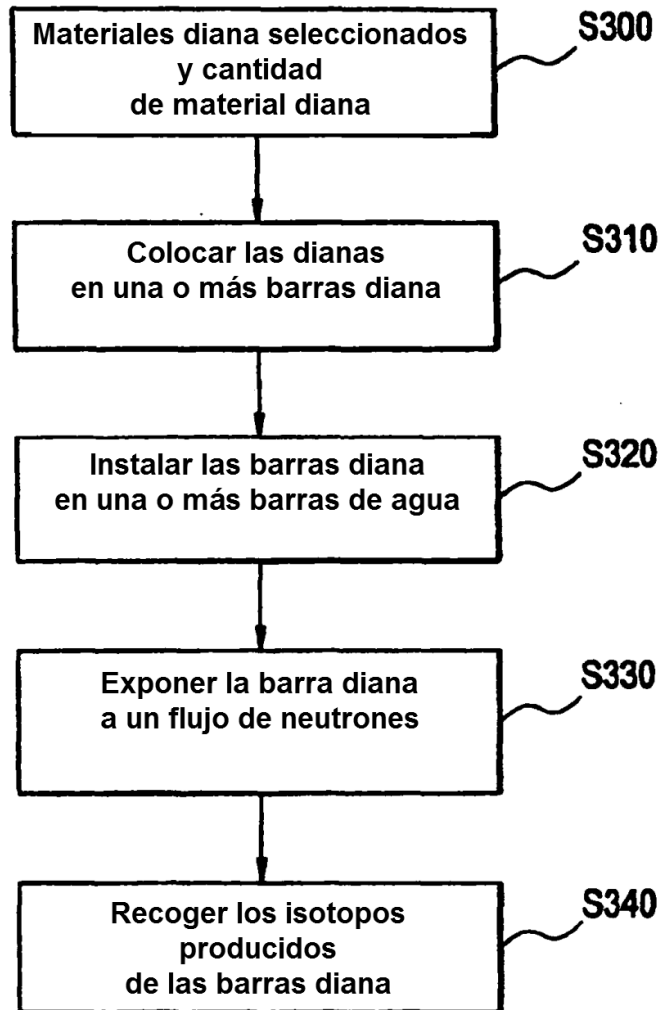 Materiales diana seleccionados
y cantidad
de material diana
S300
Colocar las dianas
en una o más barras diana
S310
Instalar las barras diana
en una o más barras de agua
S320
Exponer la barra diana
a un flujo de neutrones
S330
Recoger los isotopos
producidos
de las barras diana
S340